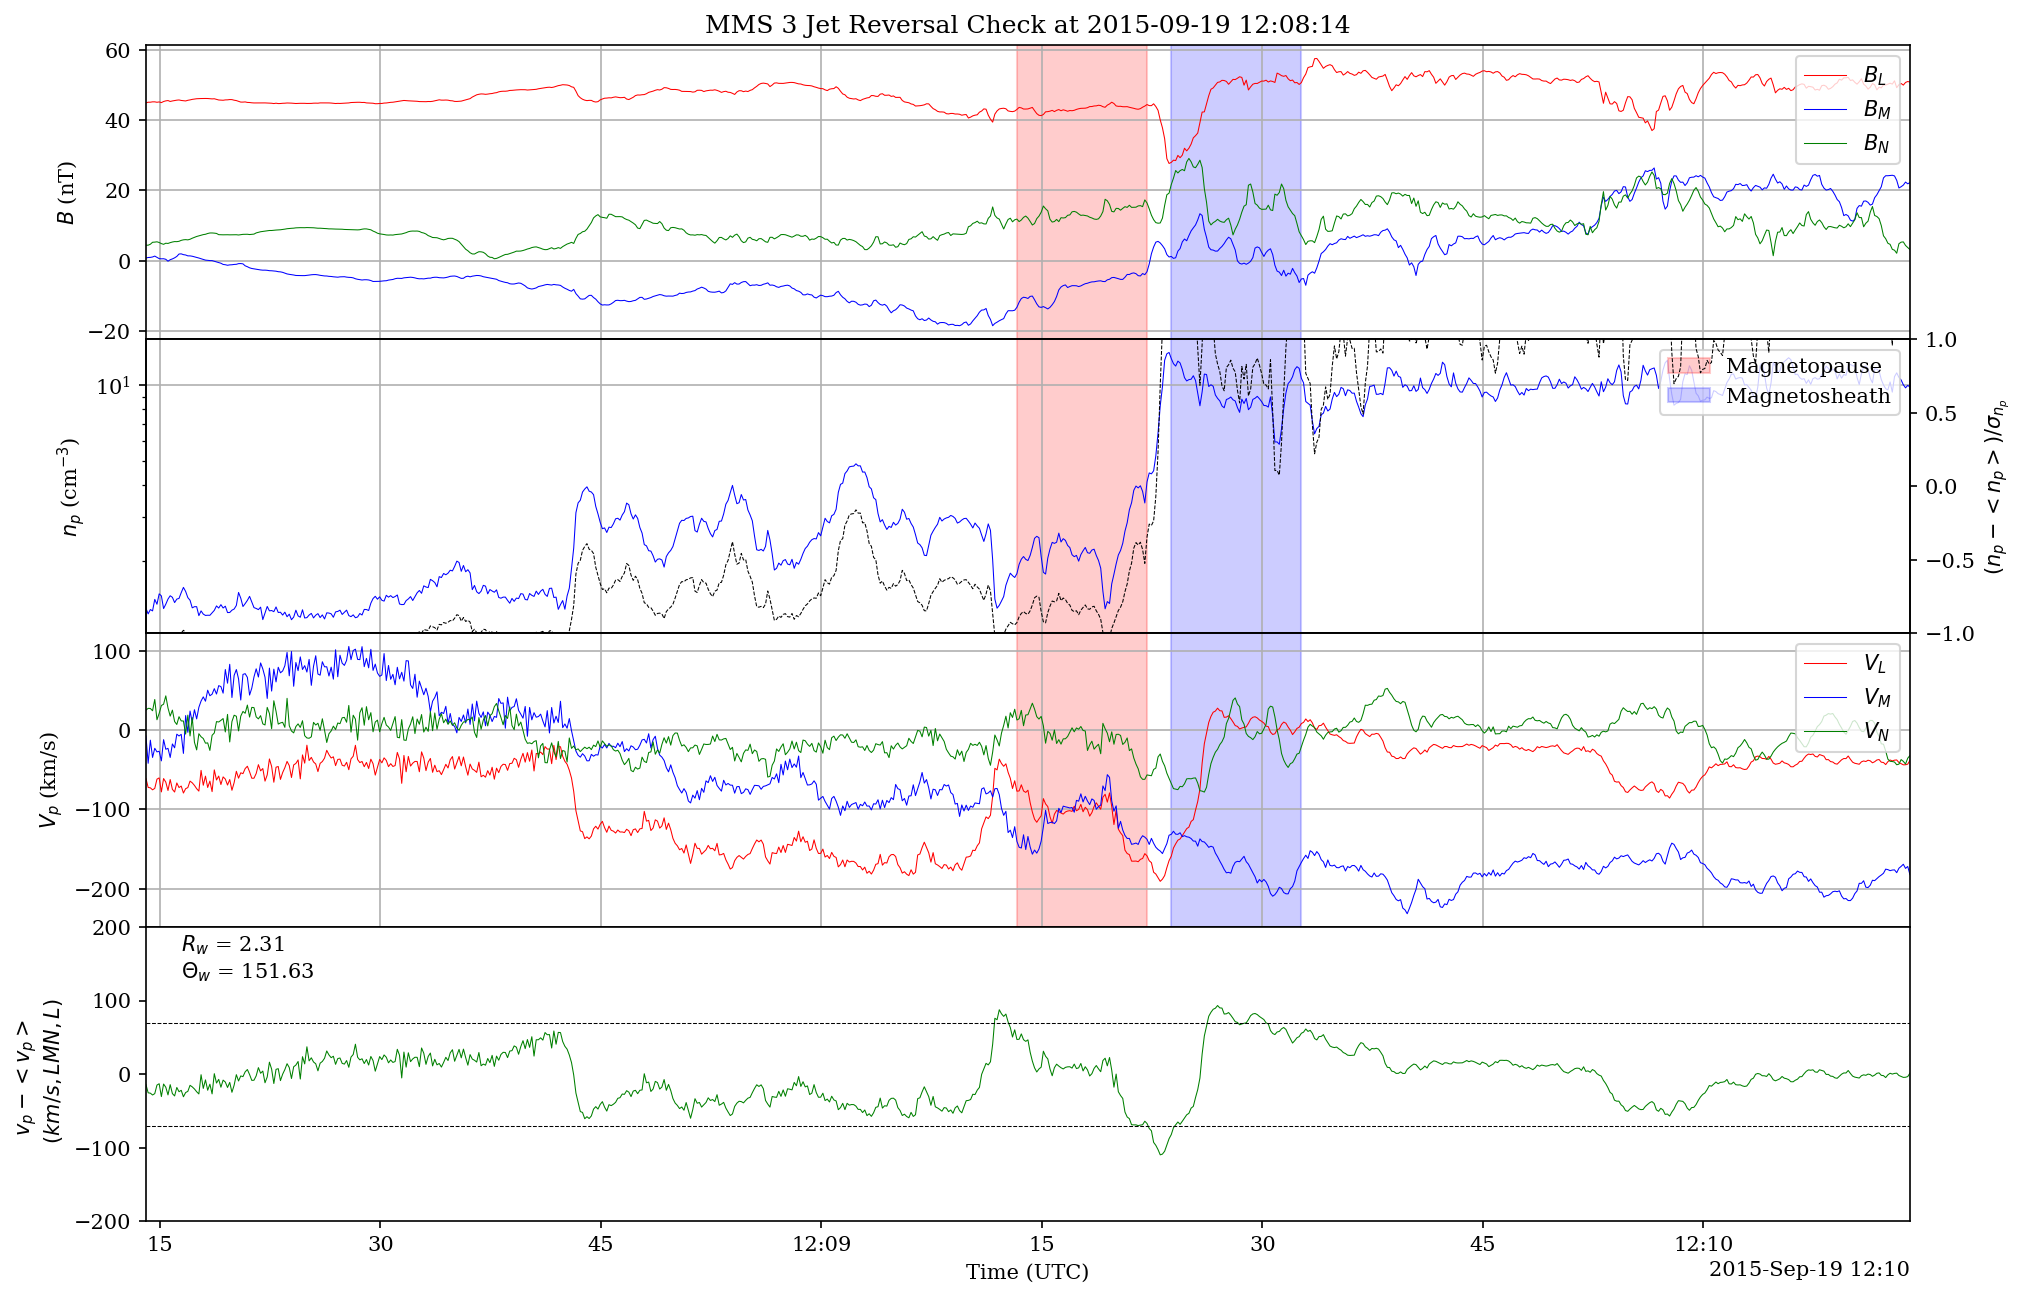 MMS 3 Jet Reversal Check at 2015-09-19 12:08:14
60
40
20
0
−20
B (nT)
B_L
B_M
B_N
10^1
n_p (cm^−3)
1.0
0.5
0.0
−0.5
−1.0
(n_p − < n_p >)/σ_{n_p}
Magnetopause
Magnetosheath
100
0
−100
−200
V_p (km/s)
V_L
V_M
V_N
200
100
0
−100
−200
v_p − < v_p >
(km/s, LMN, L)
R_w = 2.31
Θ_w = 151.63
15
30
45
12:09
15
30
45
12:10
Time (UTC)
2015-Sep-19 12:10